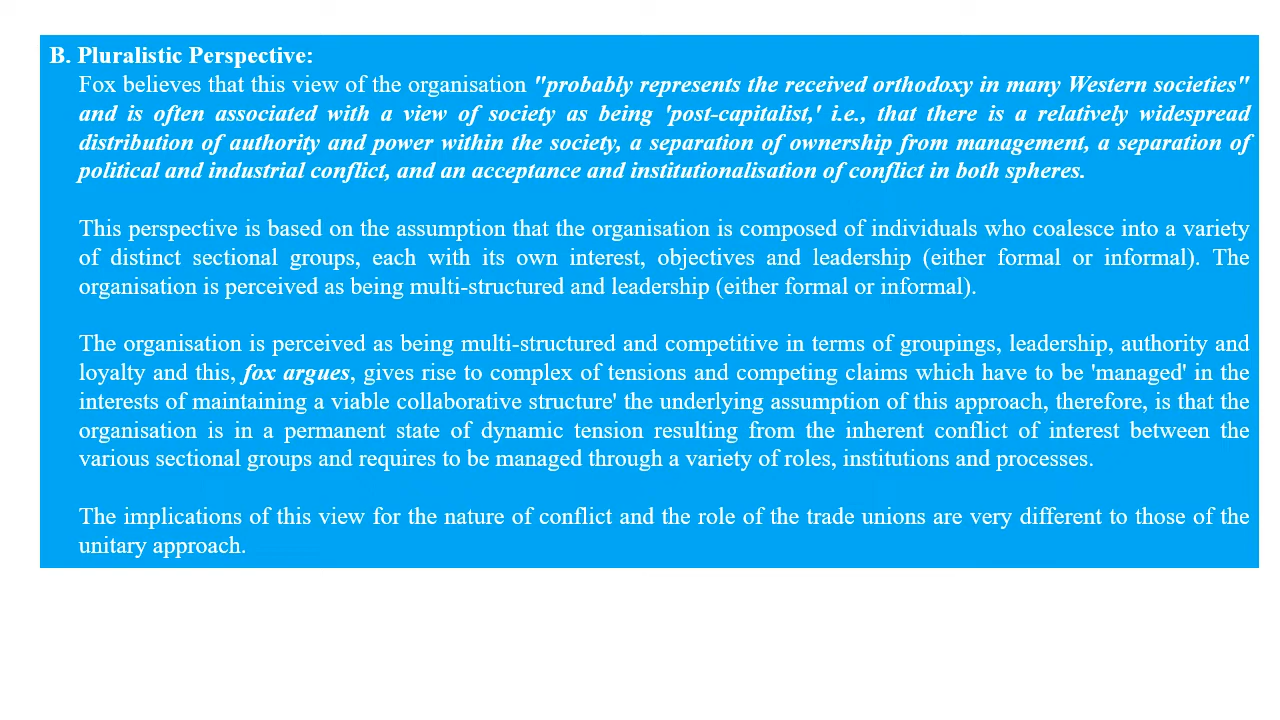 B. Pluralistic Perspective:
Fox believes that this view of the organisation "probably represents the received orthodoxy in many Western societies"
and is often associated with a view of society as being 'post-capitalist,' i.e., that there is a relatively widespread
distribution of authority and power within the society, a separation of ownership from management, a separation of
political and industrial conflict, and an acceptance and institutionalisation of conflict in both spheres.
This perspective is based on the assumption that the organisation is composed of individuals who coalesce into a variety
of distinct sectional groups, each with its own interest, objectives and leadership (either formal or informal). The
organisation is perceived as being multi-structured and leadership (either formal or informal).
The organisation is perceived as being multi-structured and competitive in terms of groupings, leadership, authority and
loyalty and this, fox argues, gives rise to complex of tensions and competing claims which have to be 'managed' in the
interests of maintaining a viable collaborative structure' the underlying assumption of this approach, therefore, is that the
organisation is in a permanent state of dynamic tension resulting from the inherent conflict of interest between the
various sectional groups and requires to be managed through a variety of roles, institutions and processes.
The implications of this view for the nature of conflict and the role of the trade unions are very different to those of the
unitary approach.